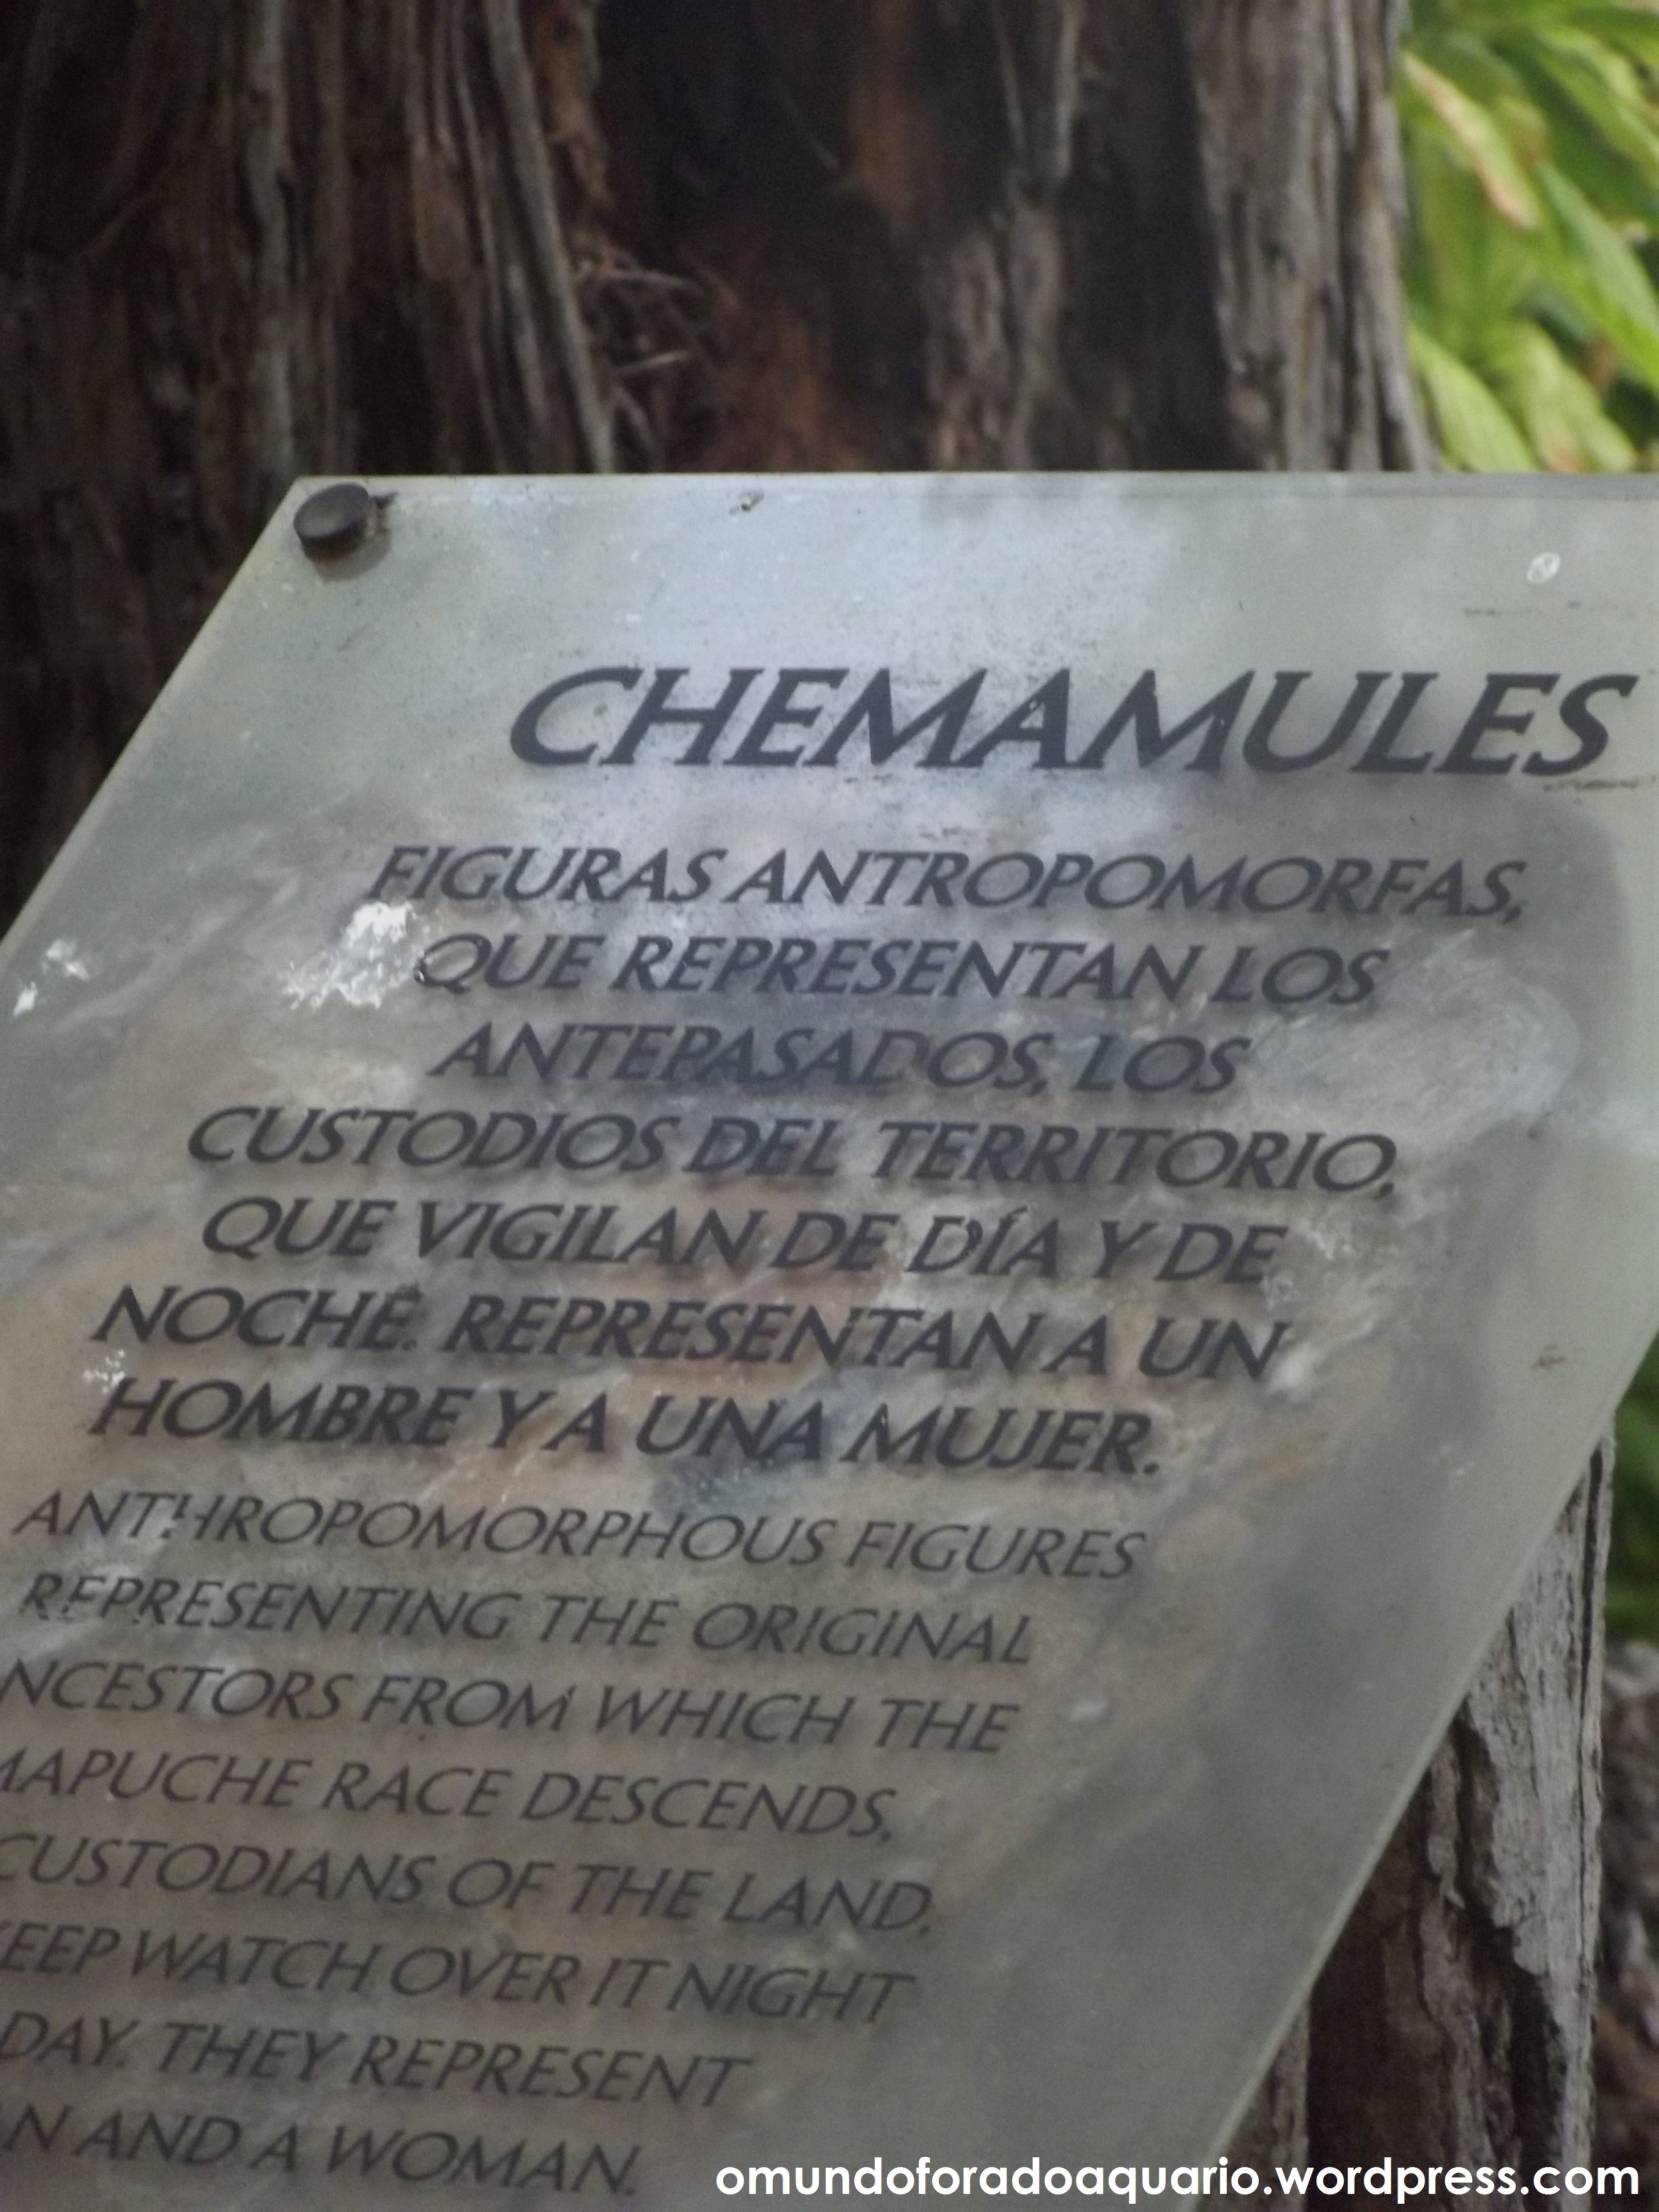 CHEMAMULES
FIGURAS ANTROPOMORFAS,
QUE REPRESENTAN LOS
ANTEPASADOS, LOS
CUSTODIOS DEL TERRITORIO,
QUE VIGILAN DE DÍA Y DE
NOCHE. REPRESENTAN A UN
HOMBRE Y A UNA MUJER.
ANTHROPOMORPHOUS FIGURES
REPRESENTING THE ORIGINAL
NCESTORS FROM WHICH THE
MAPUCHE RACE DESCENDS,
CUSTODIANS OF THE LAND,
KEEP WATCH OVER IT NIGHT
DAY. THEY REPRESENT
N AND A WOMAN.
omundoforadoaquario.wordpress.com